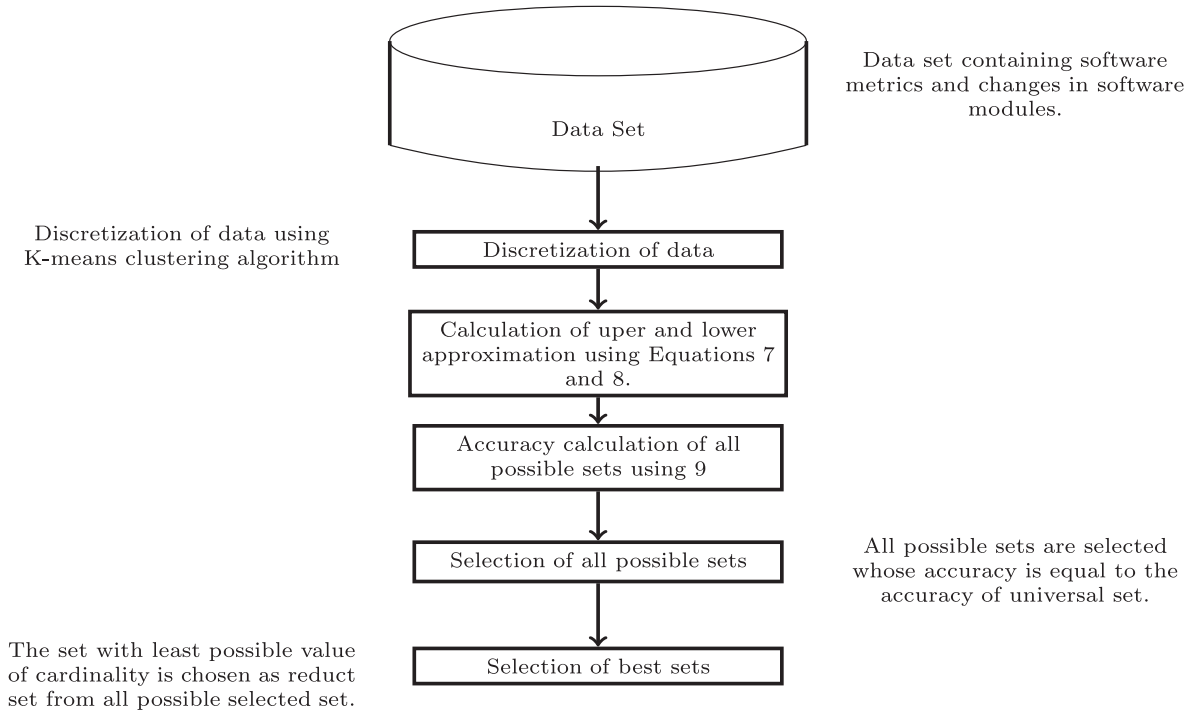 Data set containing software
metrics and changes in software
modules.
Data Set
Discretization of data using
K-means clustering algorithm
Discretization of data
Calculation of uper and lower
approximation using Equations 7
and 8.
Accuracy calculation of all
possible sets using 9
Selection of all possible sets
All possible sets are selected
whose accuracy is equal to the
accuracy of universal set.
The set with least possible value
of cardinality is chosen as reduct
set from all possible selected set.
Selection of best sets